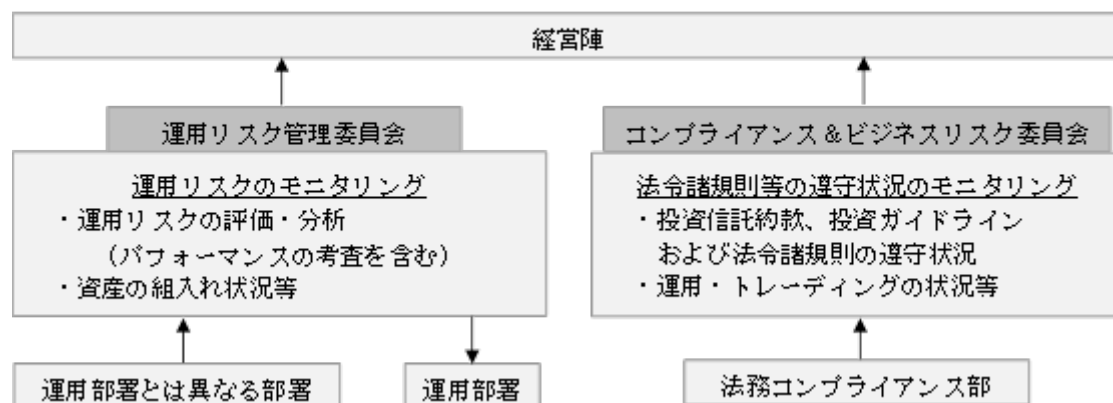 経営陣
運用リスク管理委員会
運用リスクのモニタリング
・運用リスクの評価・分析
（パフォーマンスの考査を含む）
・資産の組入れ状況等
運用部署とは異なる部署
運用部署
コンプライアンス＆ビジネスリスク委員会
法令諸規則等の遵守状況のモニタリング
・投資信託約款、投資ガイドライン
および法令諸規則の遵守状況
・運用・トレーディングの状況等
法務コンプライアンス部